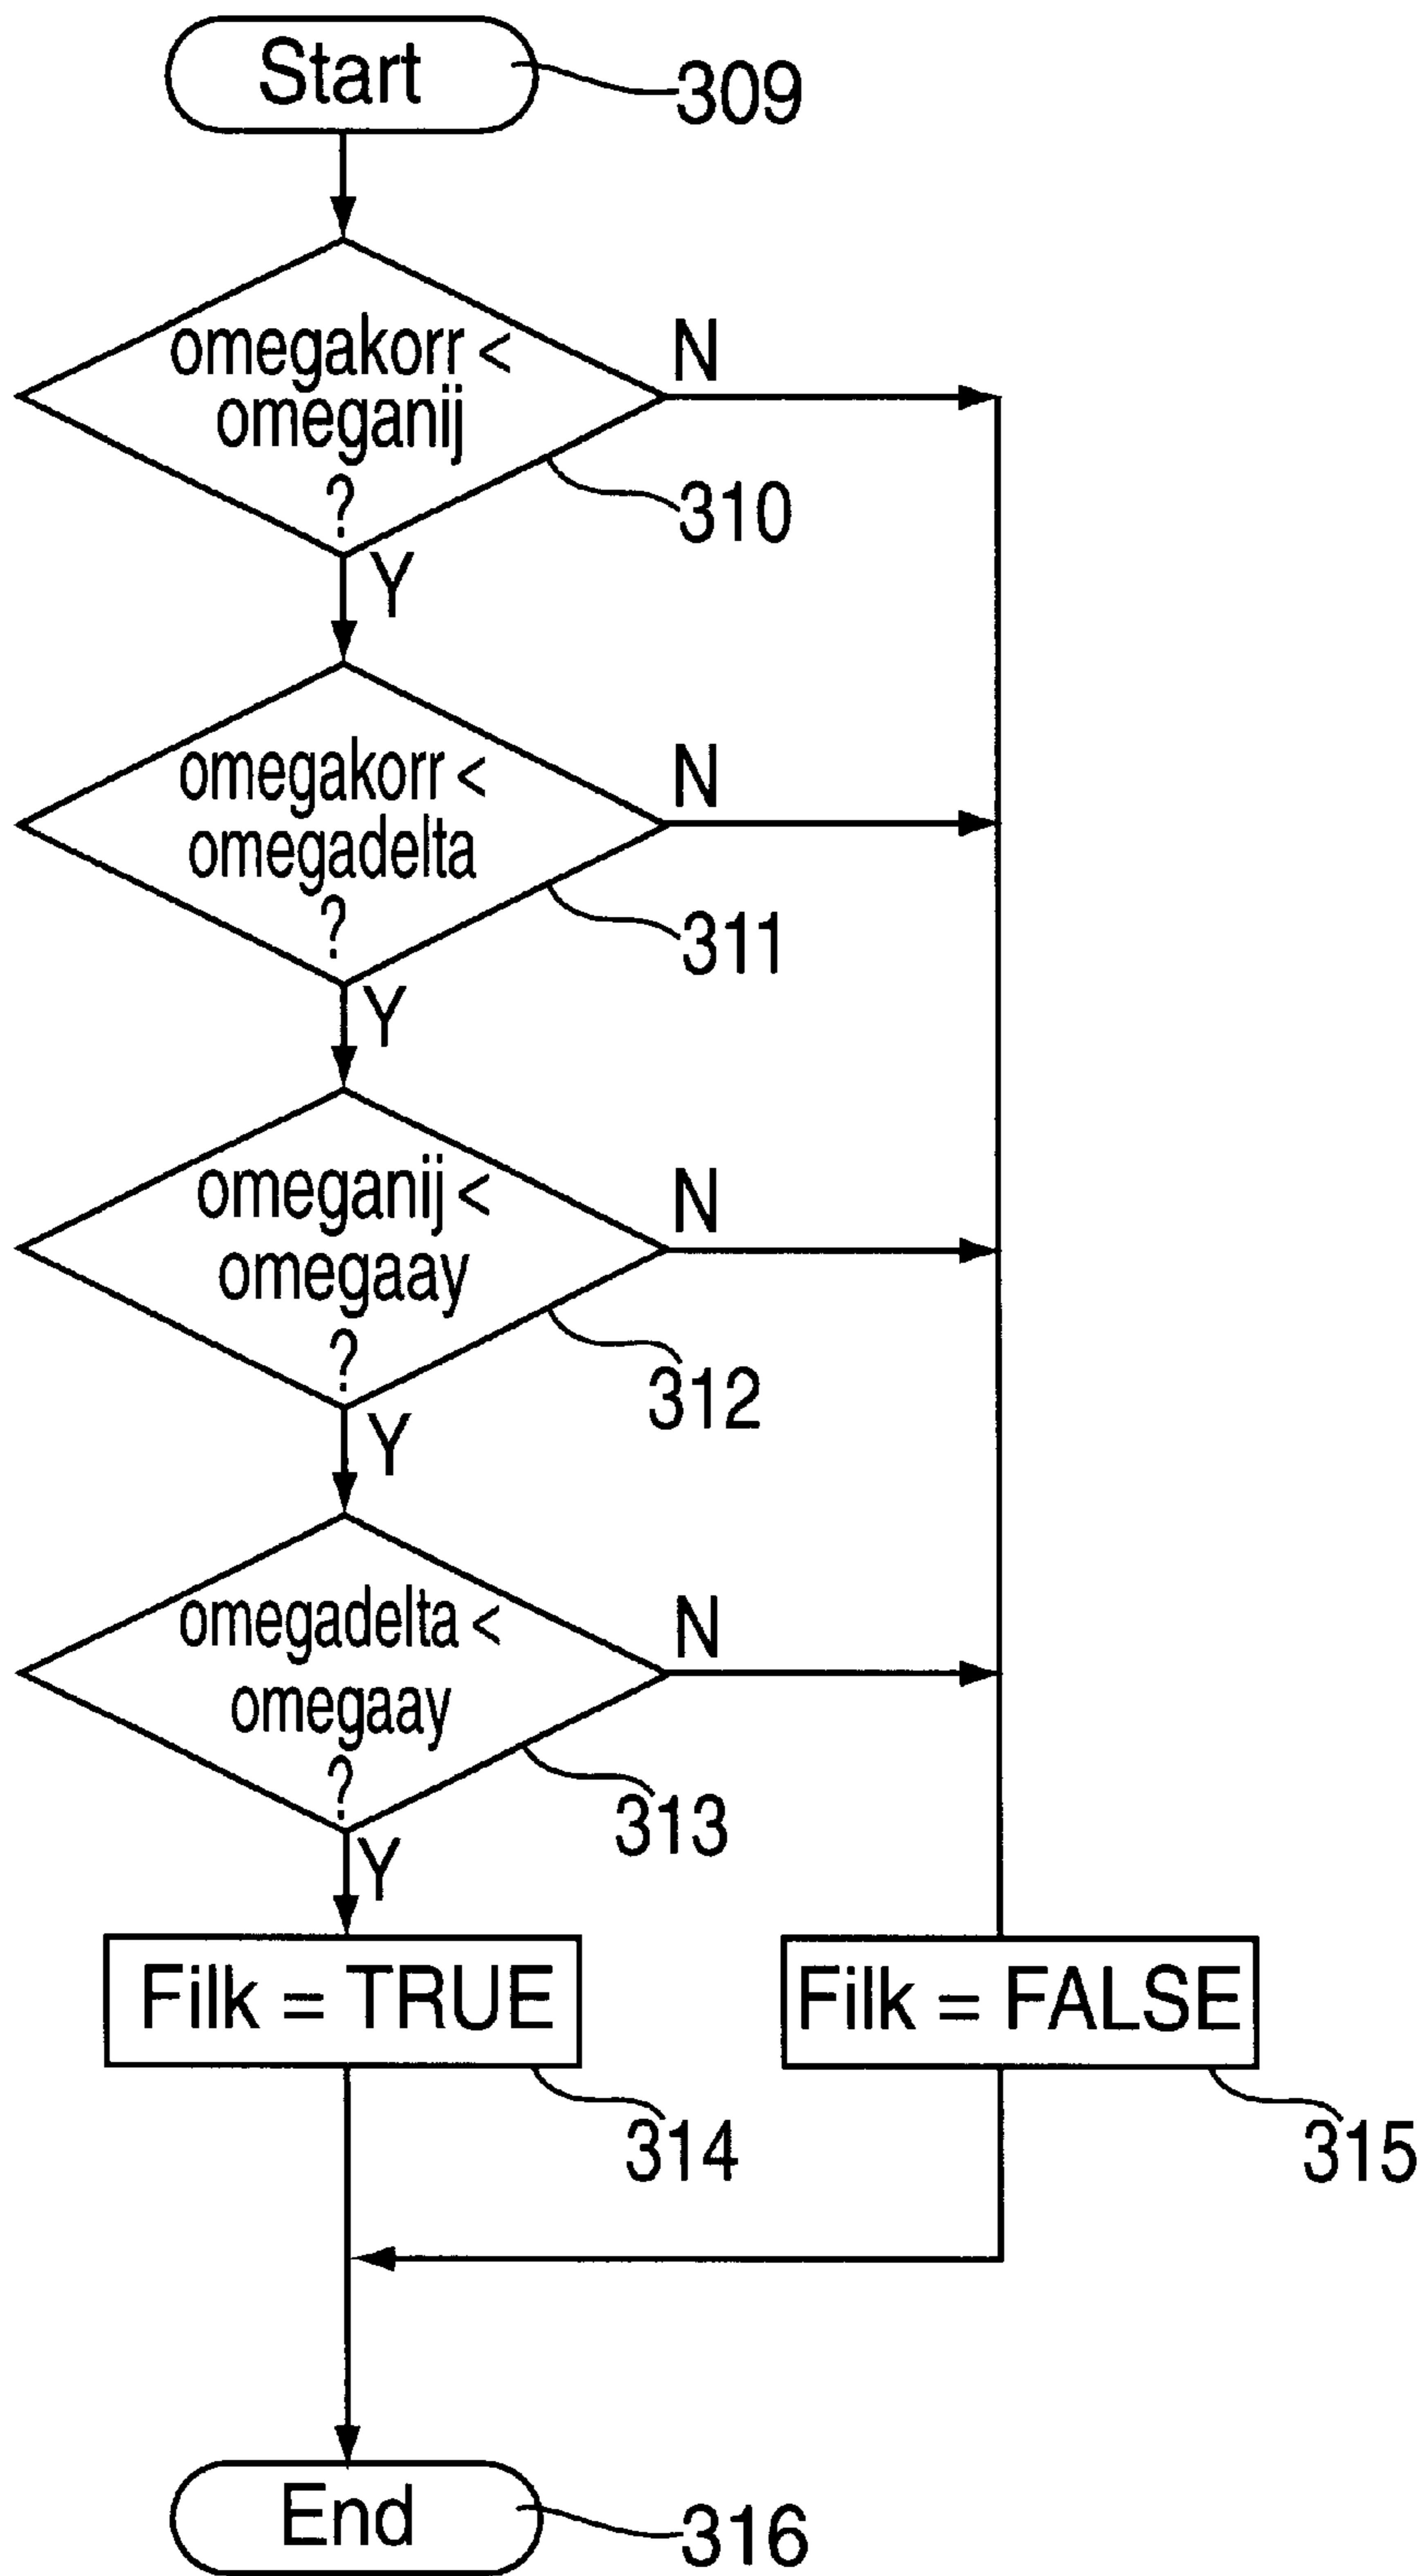 Start
309
omegakorr <
omeganij
?
N
310
Y
omegakorr <
omegadelta
?
N
311
Y
omeganij <
omegaay
?
N
312
Y
omegadelta <
omegaay
?
N
313
Y
Filk = TRUE
314
Filk = FALSE
315
End
316